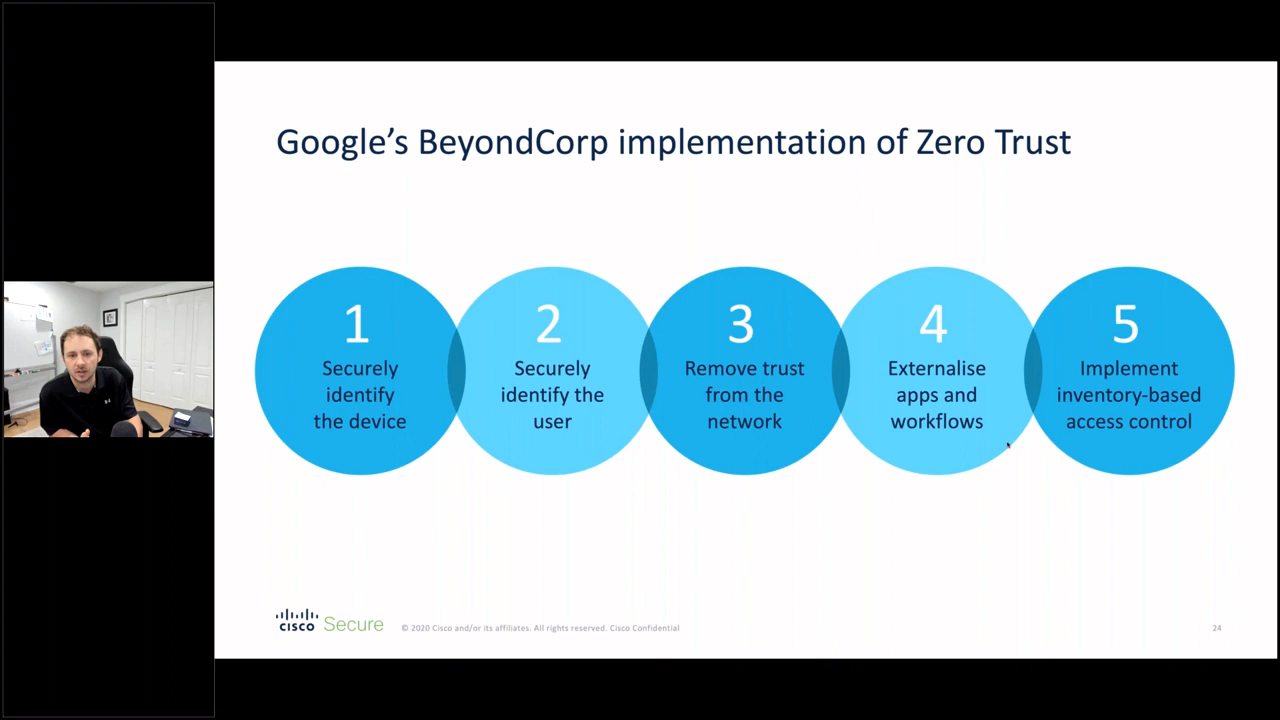 Google's BeyondCorp implementation of Zero Trust
1
Securely
identify
the device
2
Securely
identify the
user
3
Remove trust
from the
network
4
Externalise
apps and
workflows
5
Implement
inventory-based
access control
CISCO Secure
© 2020 Cisco and/or its affiliates. All rights reserved. Cisco Confidential
24